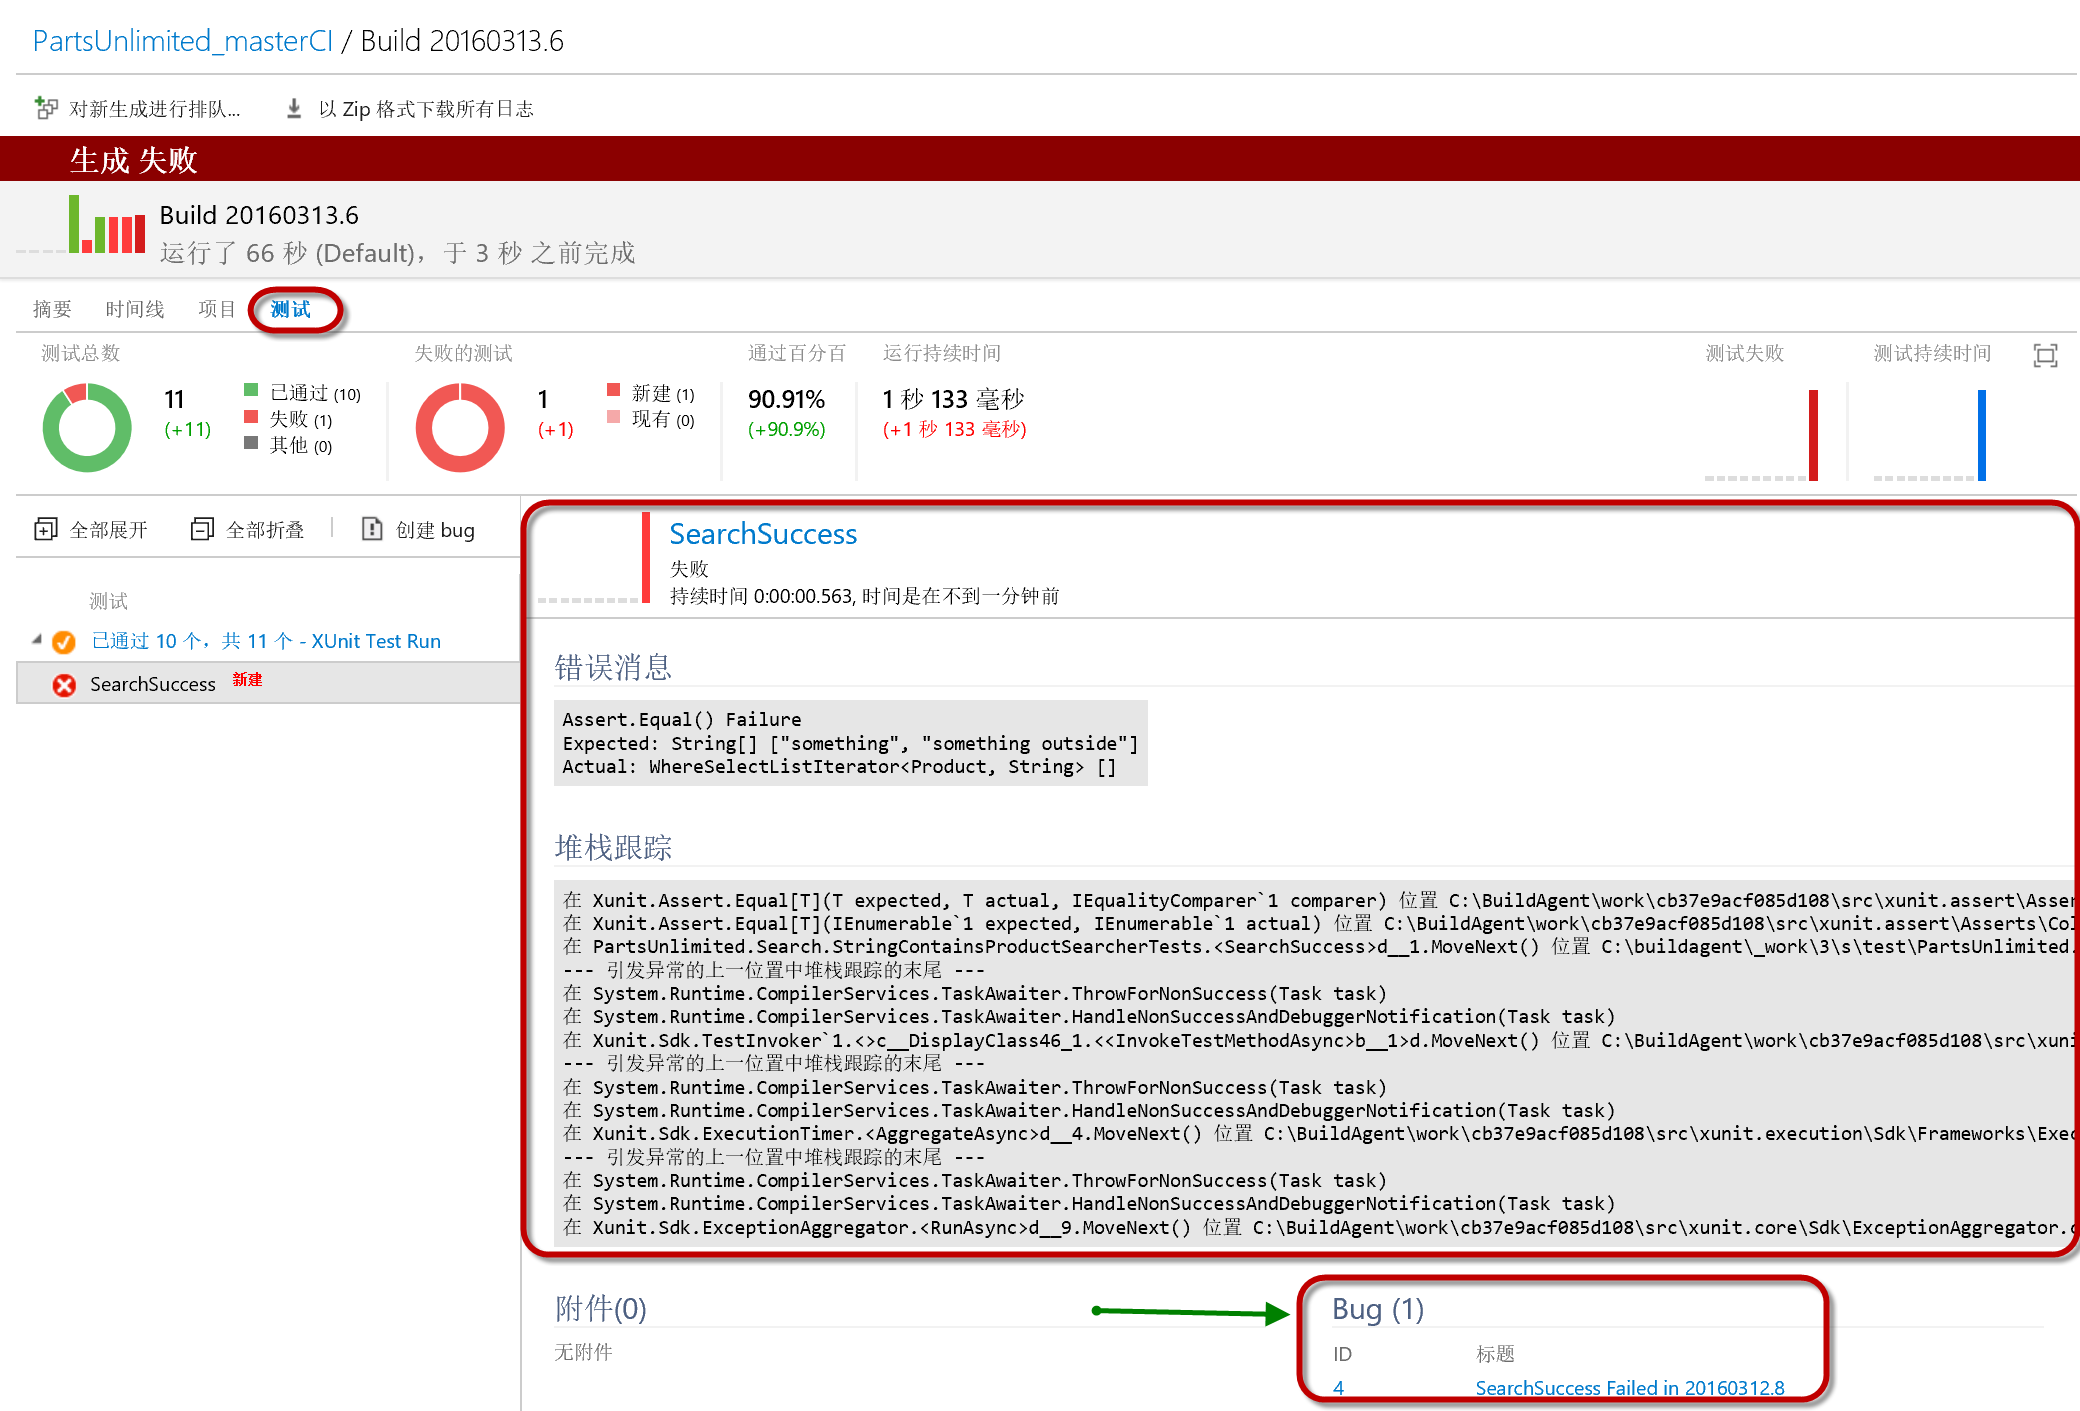 PartsUnlimited_masterCI / Build 20160313.6
对新生成进行排队... 以 Zip 格式下载所有日志
生成 失败
Build 20160313.6
运行了 66 秒 (Default)，于 3 秒 之前完成
摘要 时间线 项目 测试
测试总数 失败的测试 通过百分百 运行持续时间 测试失败 测试持续时间
11 已通过 (10) 1 新建 (1) 90.91% 1 秒 133 毫秒
(+11) 失败 (1) (+1) 现有 (0) (+90.9%) (+1 秒 133 毫秒)
其他 (0)
全部展开 全部折叠 创建 bug
测试
已通过 10 个，共 11 个 - XUnit Test Run
SearchSuccess 新建
SearchSuccess
失败
持续时间 0:00:00.563, 时间是在不到一分钟前
错误消息
Assert.Equal() Failure
Expected: String[] ["something", "something outside"]
Actual: WhereSelectListIterator<Product, String> []
堆栈跟踪
在 Xunit.Assert.Equal[T](T expected, T actual, IEqualityComparer`1 comparer) 位置 C:\BuildAgent\work\cb37e9acf085d108\src\xunit.assert\Asser
在 Xunit.Assert.Equal[T](IEnumerable`1 expected, IEnumerable`1 actual) 位置 C:\BuildAgent\work\cb37e9acf085d108\src\xunit.assert\Asserts\Col
在 PartsUnlimited.Search.StringContainsProductSearcherTests.<SearchSuccess>d__1.MoveNext() 位置 C:\buildagent\_work\3\s\test\PartsUnlimited.
--- 引发异常的上一位置中堆栈跟踪的末尾 ---
在 System.Runtime.CompilerServices.TaskAwaiter.ThrowForNonSuccess(Task task)
在 System.Runtime.CompilerServices.TaskAwaiter.HandleNonSuccessAndDebuggerNotification(Task task)
在 Xunit.Sdk.TestInvoker`1.<>c__DisplayClass46_1.<<InvokeTestMethodAsync>b__1>d.MoveNext() 位置 C:\BuildAgent\work\cb37e9acf085d108\src\xuni
--- 引发异常的上一位置中堆栈跟踪的末尾 ---
在 System.Runtime.CompilerServices.TaskAwaiter.ThrowForNonSuccess(Task task)
在 System.Runtime.CompilerServices.TaskAwaiter.HandleNonSuccessAndDebuggerNotification(Task task)
在 Xunit.Sdk.ExecutionTimer.<AggregateAsync>d__4.MoveNext() 位置 C:\BuildAgent\work\cb37e9acf085d108\src\xunit.execution\Sdk\Frameworks\Exec
--- 引发异常的上一位置中堆栈跟踪的末尾 ---
在 System.Runtime.CompilerServices.TaskAwaiter.ThrowForNonSuccess(Task task)
在 System.Runtime.CompilerServices.TaskAwaiter.HandleNonSuccessAndDebuggerNotification(Task task)
在 Xunit.Sdk.ExceptionAggregator.<RunAsync>d__9.MoveNext() 位置 C:\BuildAgent\work\cb37e9acf085d108\src\xunit.core\Sdk\ExceptionAggregator.c
附件(0)
无附件
Bug (1)
ID 标题
4 SearchSuccess Failed in 20160312.8